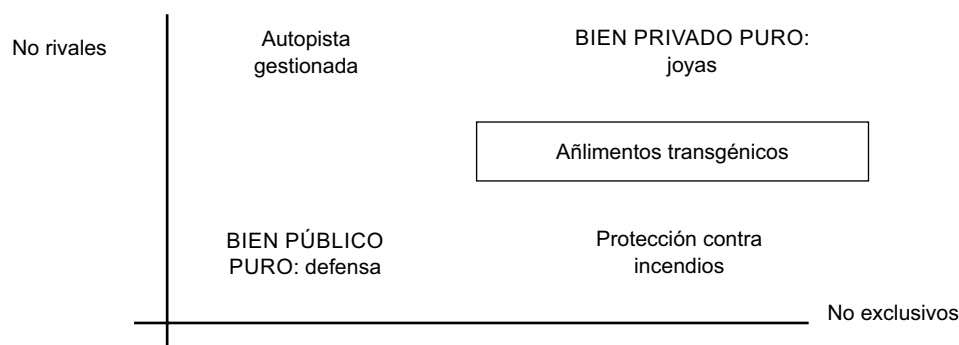 No rivales
Autopista
gestionada
BIEN PRIVADO PURO:
joyas
Añlimentos transgénicos
BIEN PÚBLICO
PURO: defensa
Protección contra
incendios
No exclusivos